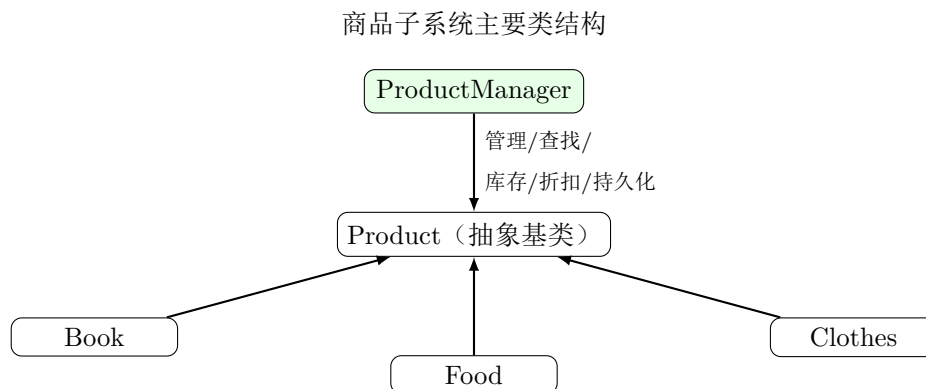 商品子系统主要类结构
ProductManager
管理/查找/
库存/折扣/持久化
Product（抽象基类）
Book
Clothes
Food